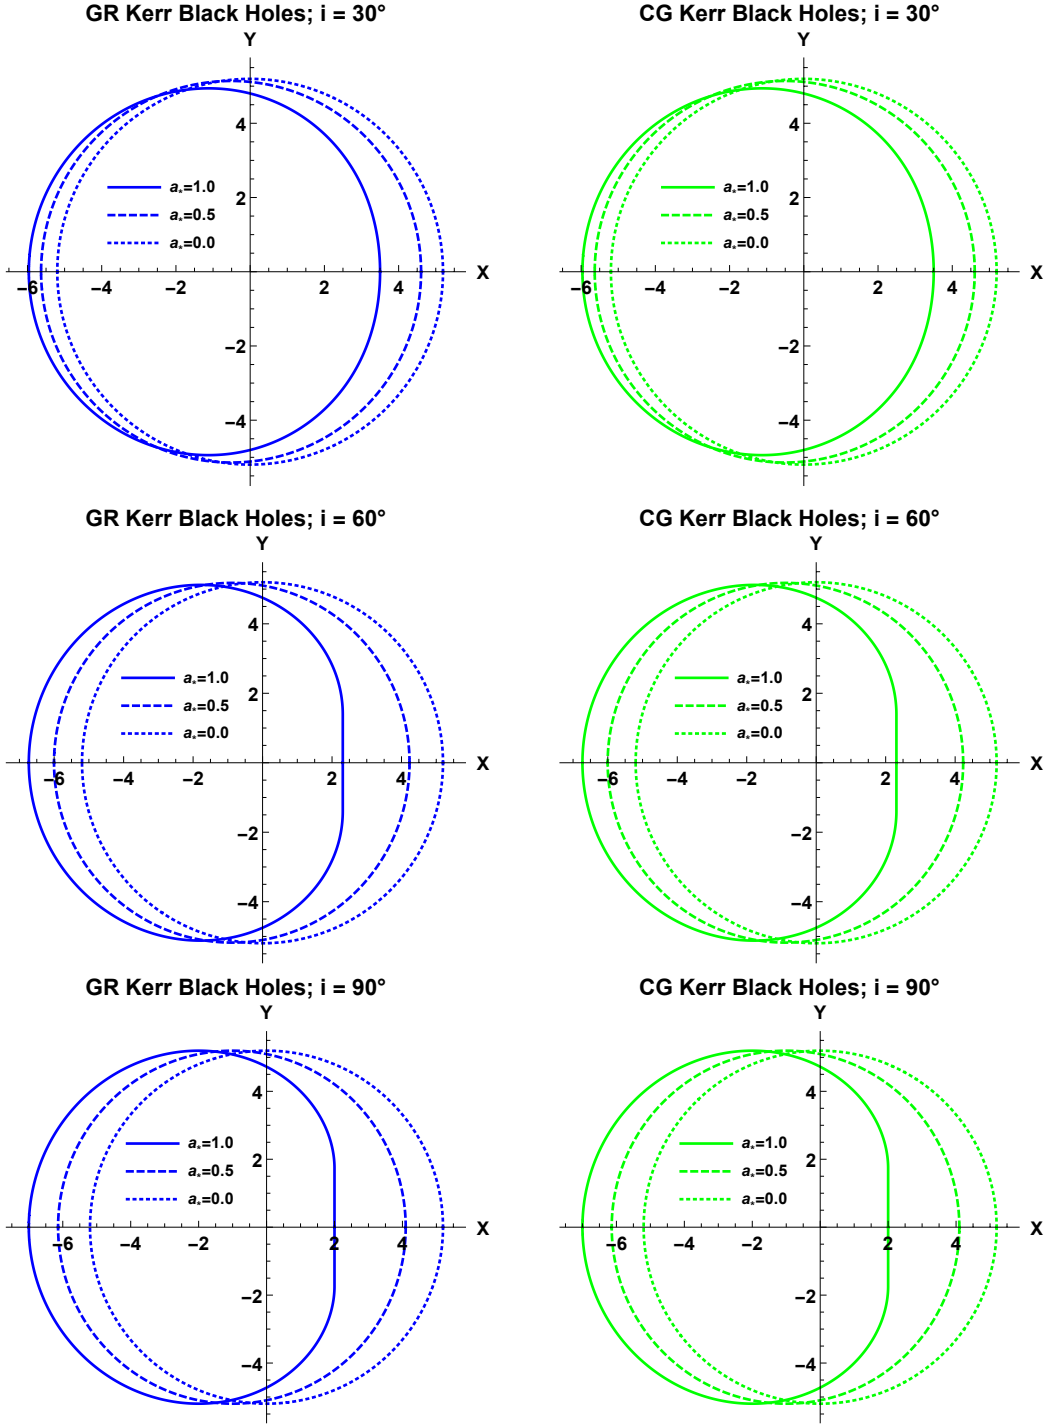 GR Kerr Black Holes; i = 30°
Y
4
2
a*=1.0
a*=0.5
a*=0.0
−6 −4 −2 2 4 X
−2
−4
CG Kerr Black Holes; i = 30°
Y
4
2
a*=1.0
a*=0.5
a*=0.0
−6 −4 −2 2 4 X
−2
−4
GR Kerr Black Holes; i = 60°
Y
4
2
a*=1.0
a*=0.5
a*=0.0
−6 −4 −2 2 4 X
−2
−4
CG Kerr Black Holes; i = 60°
Y
4
2
a*=1.0
a*=0.5
a*=0.0
−6 −4 −2 2 4 X
−2
−4
GR Kerr Black Holes; i = 90°
Y
4
2
a*=1.0
a*=0.5
a*=0.0
−6 −4 −2 2 4 X
−2
−4
CG Kerr Black Holes; i = 90°
Y
4
2
a*=1.0
a*=0.5
a*=0.0
−6 −4 −2 2 4 X
−2
−4